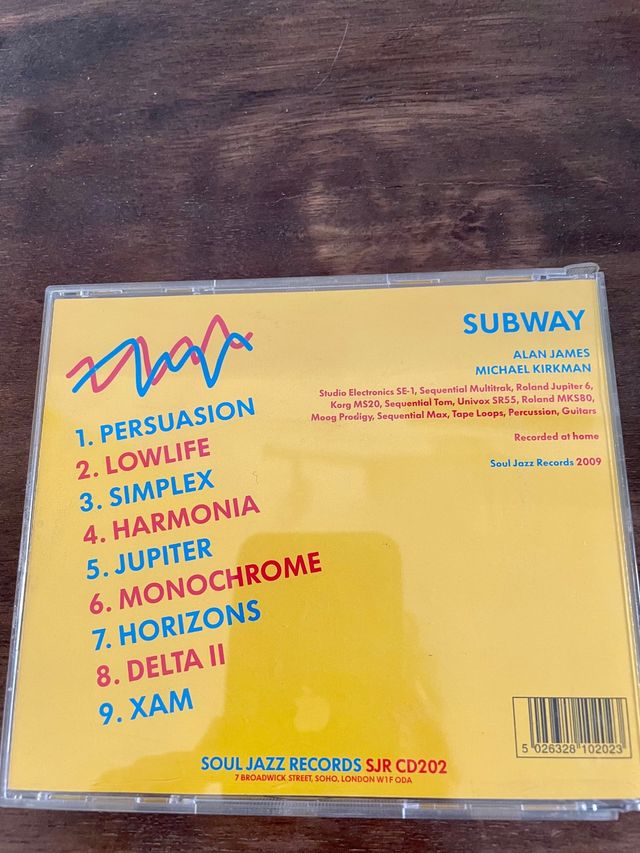 SUBWAY
ALAN JAMES
MICHAEL KIRKMAN
Studio Electronics SE-1, Sequential Multitrak, Roland Jupiter 6,
Korg MS20, Sequential Tom, Univox SR55, Roland MKS80,
Moog Prodigy, Sequential Max, Tape Loops, Percussion, Guitars
Recorded at home
Soul Jazz Records 2009
1. PERSUASION
2. LOWLIFE
3. SIMPLEX
4. HARMONIA
5. JUPITER
6. MONOCHROME
7. HORIZONS
8. DELTA II
9. XAM
5 026328 102023
SOUL JAZZ RECORDS SJR CD202
7 BROADWICK STREET, SOHO, LONDON W1F ODA